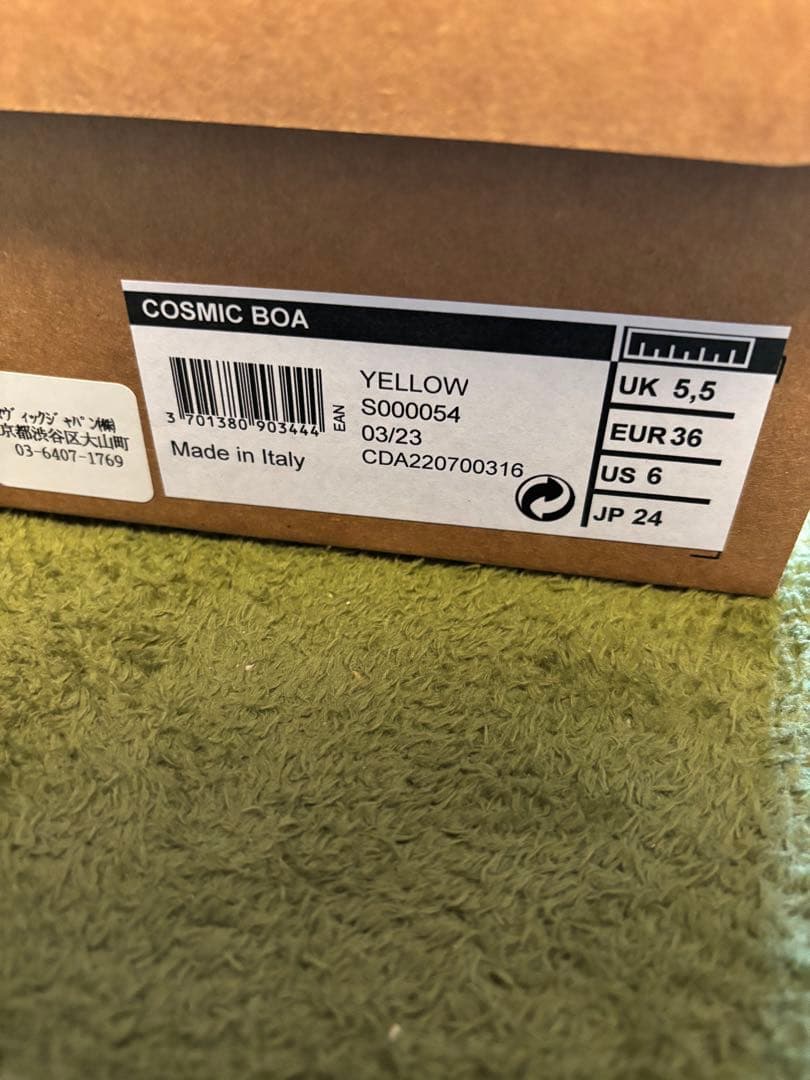 COSMIC BOA
3 701380 903444
EAN
Made in Italy
YELLOW
S000054
03/23
CDA220700316
UK 5,5
EUR 36
US 6
JP 24
ヴィックジャパン㈱
京都渋谷区大山町
03-6407-1769